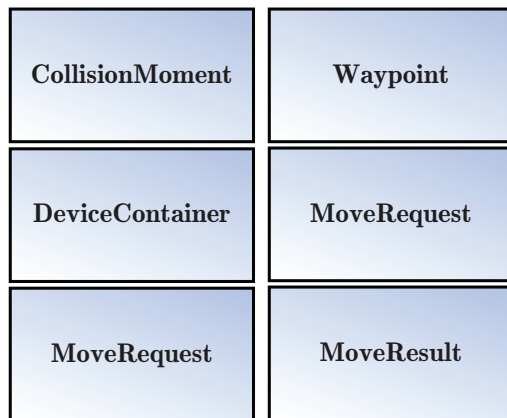 CollisionMoment
Waypoint
DeviceContainer
MoveRequest
MoveRequest
MoveResult